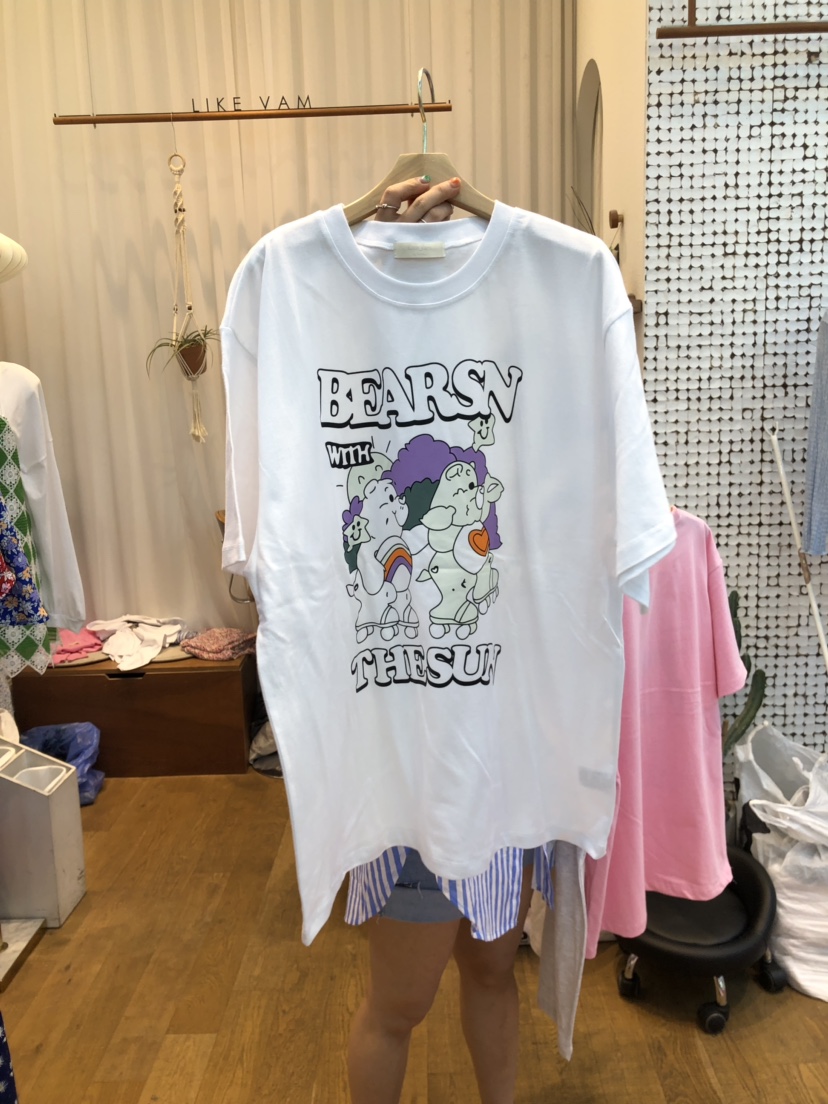 LIKE VAM
BEARSN
WITH
THESUN